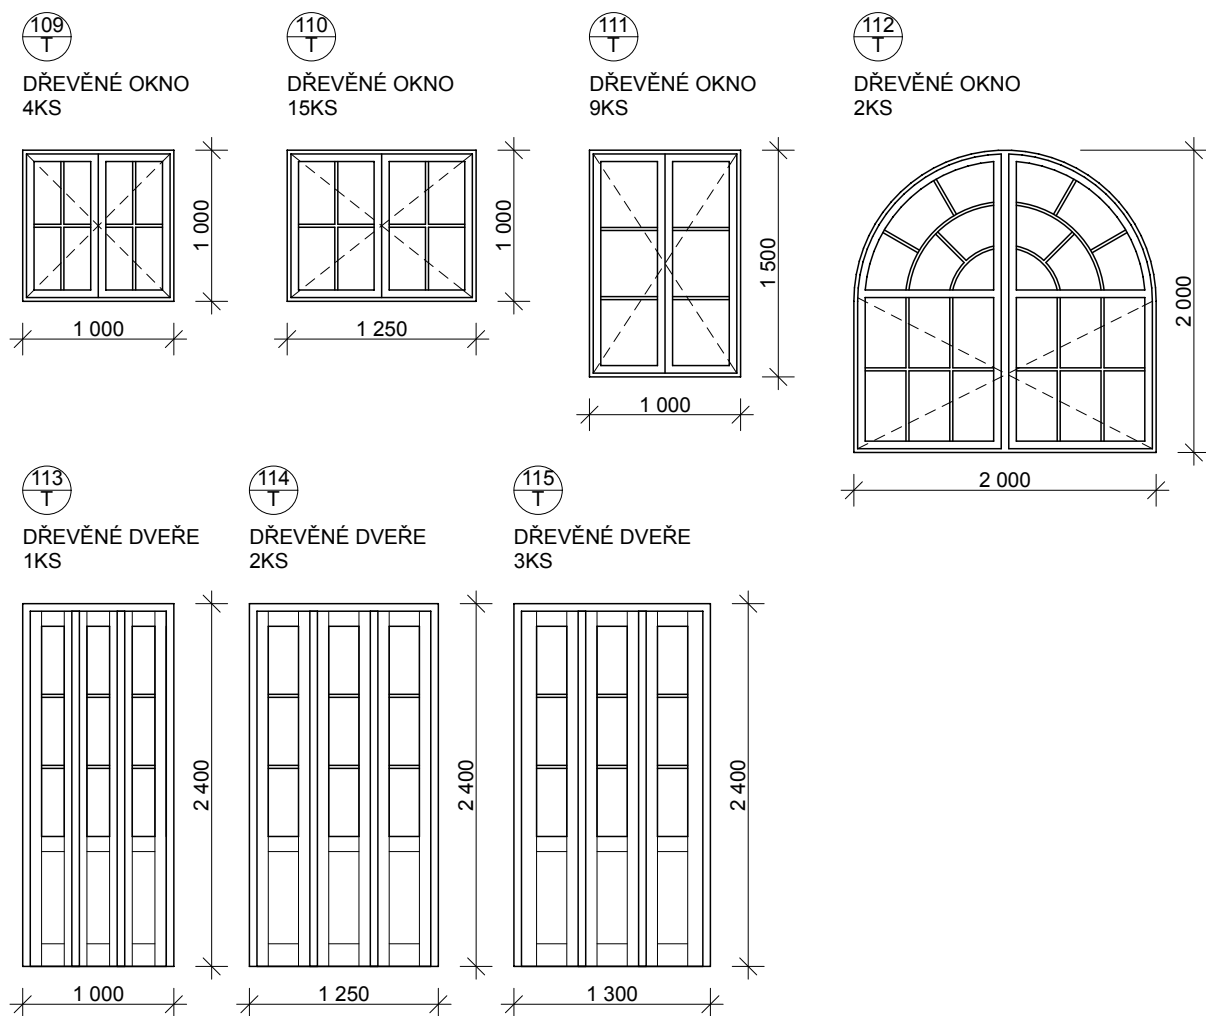 109
T
DŘEVĚNÉ OKNO
4KS
1 000
1 000
110
T
DŘEVĚNÉ OKNO
15KS
1 000
1 250
111
T
DŘEVĚNÉ OKNO
9KS
1 500
1 000
112
T
DŘEVĚNÉ OKNO
2KS
2 000
2 000
113
T
DŘEVĚNÉ DVEŘE
1KS
2 400
1 000
114
T
DŘEVĚNÉ DVEŘE
2KS
2 400
1 250
115
T
DŘEVĚNÉ DVEŘE
3KS
2 400
1 300